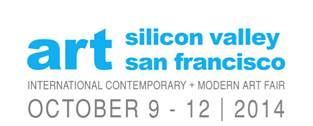 art silicon valley
san francisco
INTERNATIONAL CONTEMPORARY + MODERN ART FAIR
OCTOBER 9 - 12 | 2014